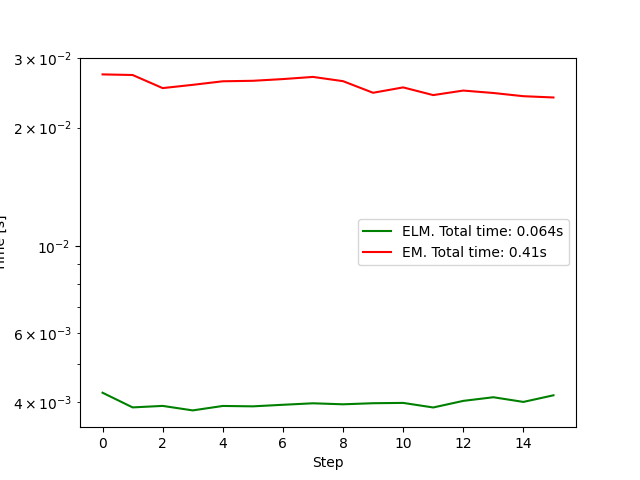 3 × 10⁻²
2 × 10⁻²
10⁻²
6 × 10⁻³
4 × 10⁻³
ELM. Total time: 0.064s
EM. Total time: 0.41s
0 2 4 6 8 10 12 14
Step